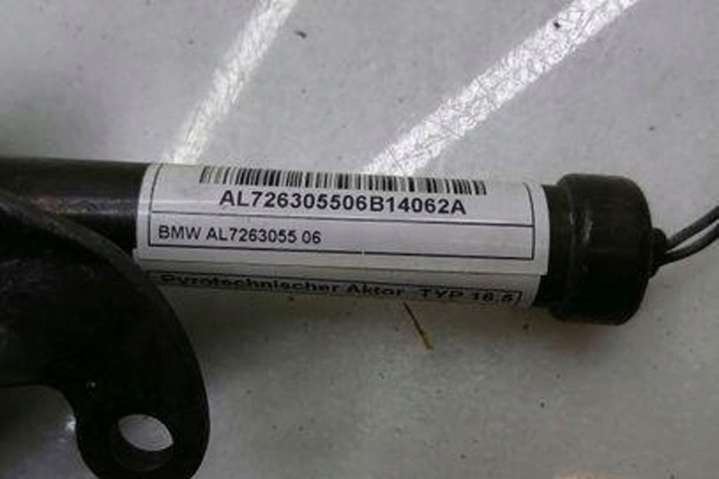 AL726305506B14062A
BMW AL7263055 06
Pyrotechnischer Aktor TYP 16.5